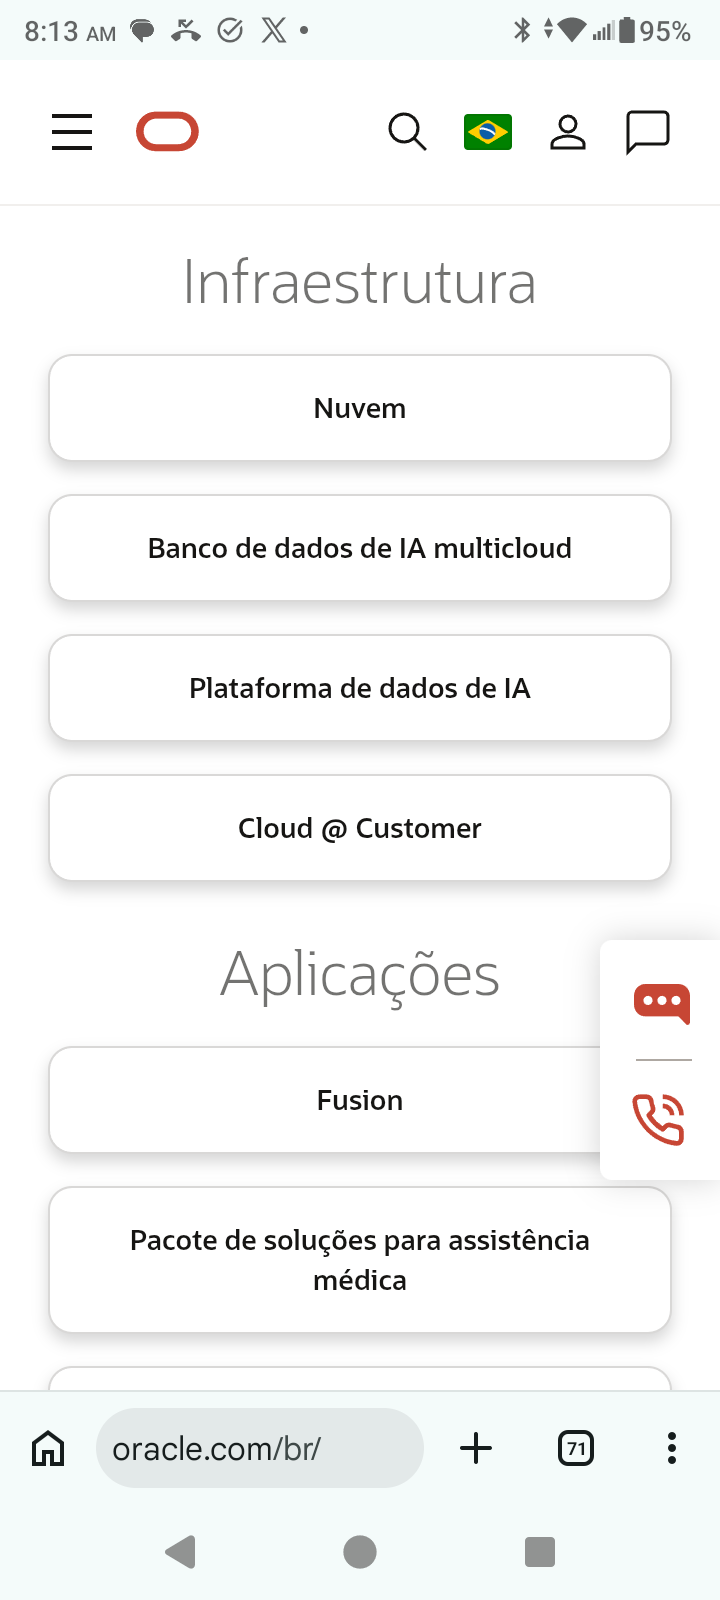 8:13 AM
95%
Infraestrutura
Nuvem
Banco de dados de IA multicloud
Plataforma de dados de IA
Cloud @ Customer
Aplicações
Fusion
Pacote de soluções para assistência
médica
oracle.com/br/
71